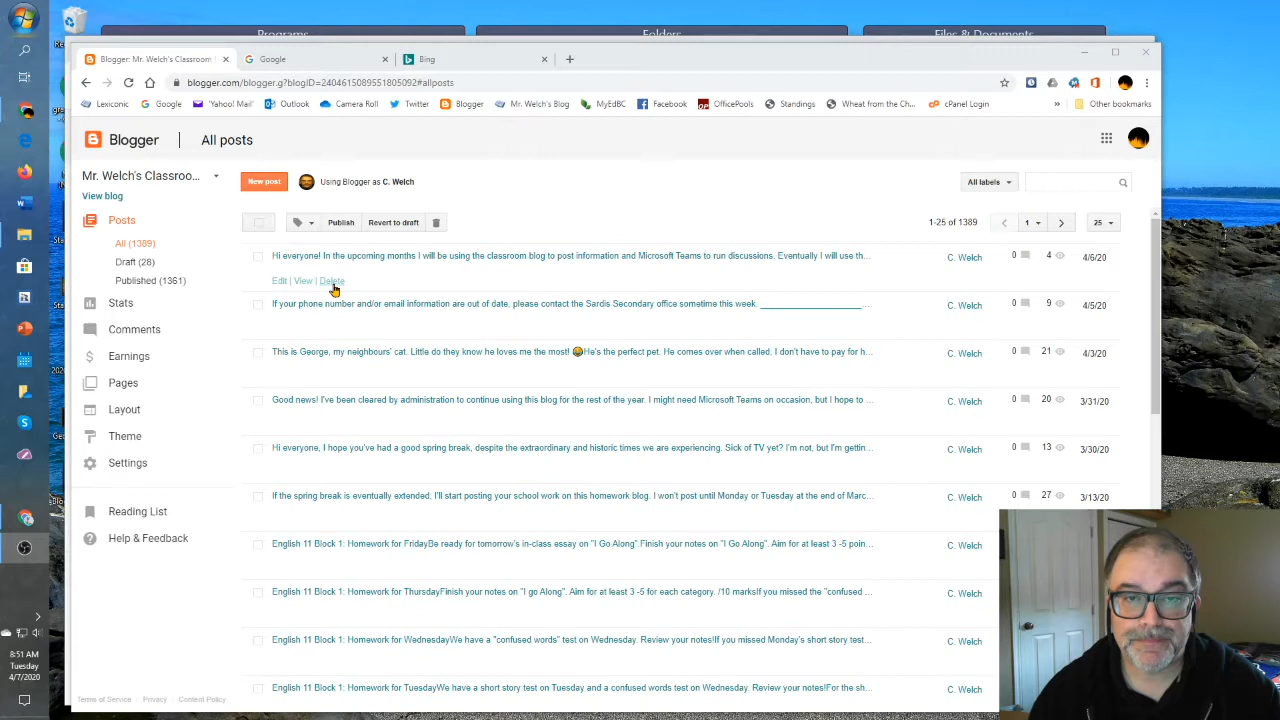 Programs
Folders
Files & Documents
Blogger: Mr. Welch's Classroom
Google
Bing
blogger.com/blogger.g?blogID=2404615089551805092#allposts
Lexiconic
Google
'Yahoo! Mail'
Outlook
Camera Roll
Twitter
Blogger
Mr. Welch's Blog
MyEdBC
Facebook
OfficePools
Standings
Wheat from the Ch...
cPanel Login
»
Other bookmarks
Blogger
All posts
Mr. Welch's Classroo...
View blog
New post
Using Blogger as C. Welch
All labels
Posts
All (1389)
Draft (28)
Published (1361)
Stats
Comments
Earnings
Pages
Layout
Theme
Settings
Reading List
Help & Feedback
Publish
Revert to draft
1-25 of 1389
1
25
Hi everyone! In the upcoming months I will be using the classroom blog to post information and Microsoft Teams to run discussions. Eventually I will use th...
C. Welch
0
4
4/6/20
Edit | View | Delete
If your phone number and/or email information are out of date, please contact the Sardis Secondary office sometime this week. ______________________...
C. Welch
0
9
4/5/20
This is George, my neighbours' cat. Little do they know he loves me the most! 😂He's the perfect pet. He comes over when called, I don't have to pay for h...
C. Welch
0
21
4/3/20
Good news! I've been cleared by administration to continue using this blog for the rest of the year. I might need Microsoft Teams on occasion, but I hope to ...
C. Welch
0
20
3/31/20
Hi everyone, I hope you've had a good spring break, despite the extraordinary and historic times we are experiencing. Sick of TV yet? I'm not, but I'm gettin...
C. Welch
0
13
3/30/20
If the spring break is eventually extended, I'll start posting your school work on this homework blog. I won't post until Monday or Tuesday at the end of Marc...
C. Welch
0
27
3/13/20
English 11 Block 1: Homework for FridayBe ready for tomorrow's in-class essay on "I Go Along".Finish your notes on "I Go Along". Aim for at least 3 -5 poin...
C. Welch
English 11 Block 1: Homework for ThursdayFinish your notes on "I go Along". Aim for at least 3 -5 for each category. /10 marksIf you missed the "confused ...
C. Welch
English 11 Block 1: Homework for WednesdayWe have a "confused words" test on Wednesday. Review your notes!If you missed Monday's short story test...
C. Welch
English 11 Block 1: Homework for TuesdayWe have a short story test on Tuesday and a confused words test on Wednesday. Review your notes!For the sh...
C. Welch
Terms of Service
Privacy
Content Policy
8:51 AM
Tuesday
4/7/2020